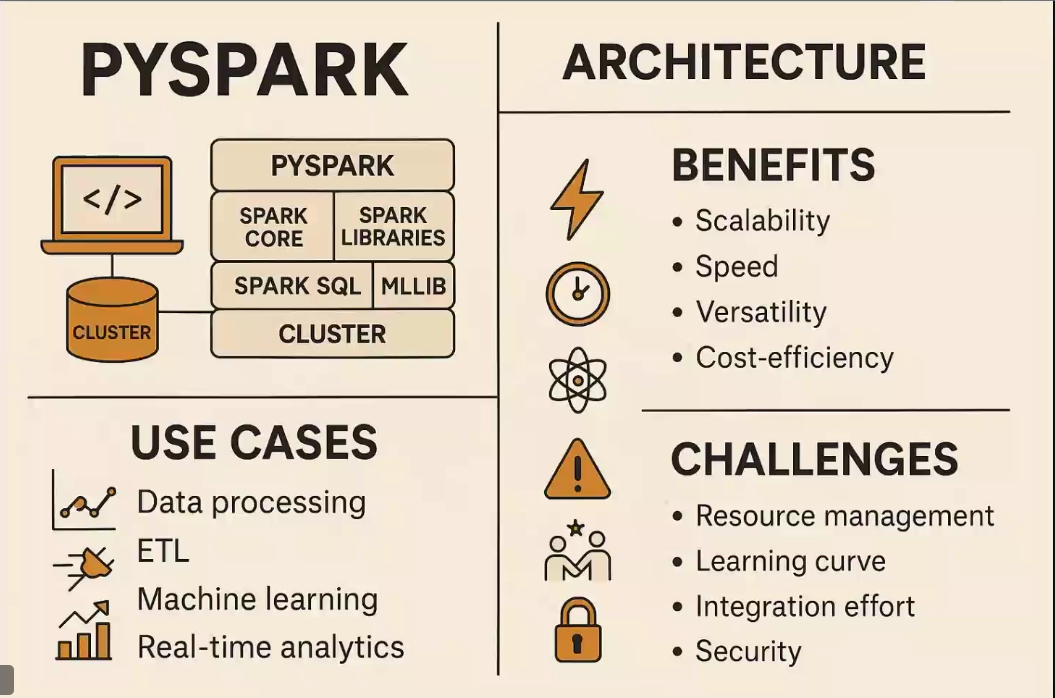 PYSPARK
</>
CLUSTER
PYSPARK
SPARK
CORE
SPARK
LIBRARIES
SPARK SQL
MLLIB
CLUSTER
USE CASES
Data processing
ETL
Machine learning
Real-time analytics
ARCHITECTURE
BENEFITS
• Scalability
• Speed
• Versatility
• Cost-efficiency
CHALLENGES
• Resource management
• Learning curve
• Integration effort
• Security